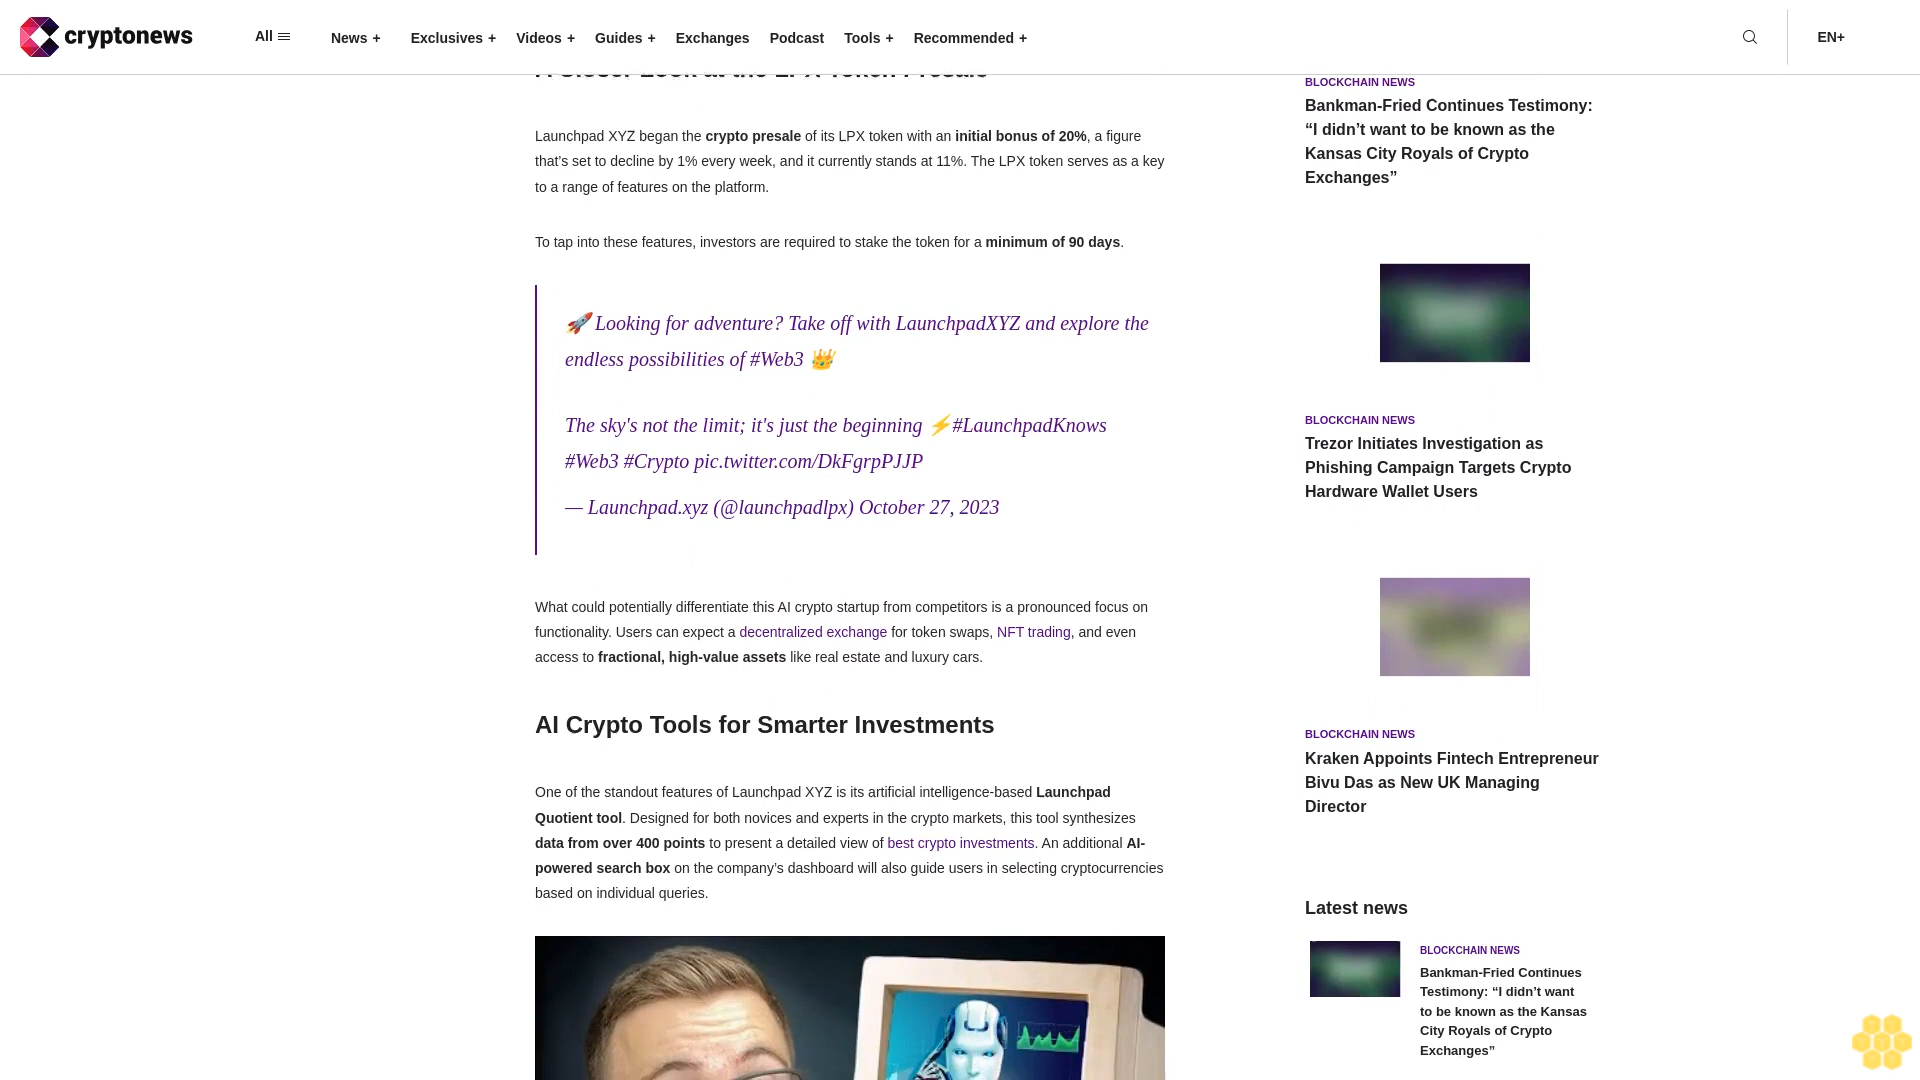 cryptonews
All
News +
Exclusives +
Videos +
Guides +
Exchanges
Podcast
Tools +
Recommended +
EN+
A Closer Look at the LPX Token Presale
Launchpad XYZ began the crypto presale of its LPX token with an initial bonus of 20%, a figure
that’s set to decline by 1% every week, and it currently stands at 11%. The LPX token serves as a key
to a range of features on the platform.
To tap into these features, investors are required to stake the token for a minimum of 90 days.
🚀 Looking for adventure? Take off with LaunchpadXYZ and explore the
endless possibilities of #Web3 👑
The sky's not the limit; it's just the beginning ⚡#LaunchpadKnows
#Web3 #Crypto pic.twitter.com/DkFgrpPJJP
— Launchpad.xyz (@launchpadlpx) October 27, 2023
What could potentially differentiate this AI crypto startup from competitors is a pronounced focus on
functionality. Users can expect a decentralized exchange for token swaps, NFT trading, and even
access to fractional, high-value assets like real estate and luxury cars.
AI Crypto Tools for Smarter Investments
One of the standout features of Launchpad XYZ is its artificial intelligence-based Launchpad
Quotient tool. Designed for both novices and experts in the crypto markets, this tool synthesizes
data from over 400 points to present a detailed view of best crypto investments. An additional AI-
powered search box on the company’s dashboard will also guide users in selecting cryptocurrencies
based on individual queries.
BLOCKCHAIN NEWS
Bankman-Fried Continues Testimony:
“I didn’t want to be known as the
Kansas City Royals of Crypto
Exchanges”
BLOCKCHAIN NEWS
Trezor Initiates Investigation as
Phishing Campaign Targets Crypto
Hardware Wallet Users
BLOCKCHAIN NEWS
Kraken Appoints Fintech Entrepreneur
Bivu Das as New UK Managing
Director
Latest news
BLOCKCHAIN NEWS
Bankman-Fried Continues
Testimony: “I didn’t want
to be known as the Kansas
City Royals of Crypto
Exchanges”